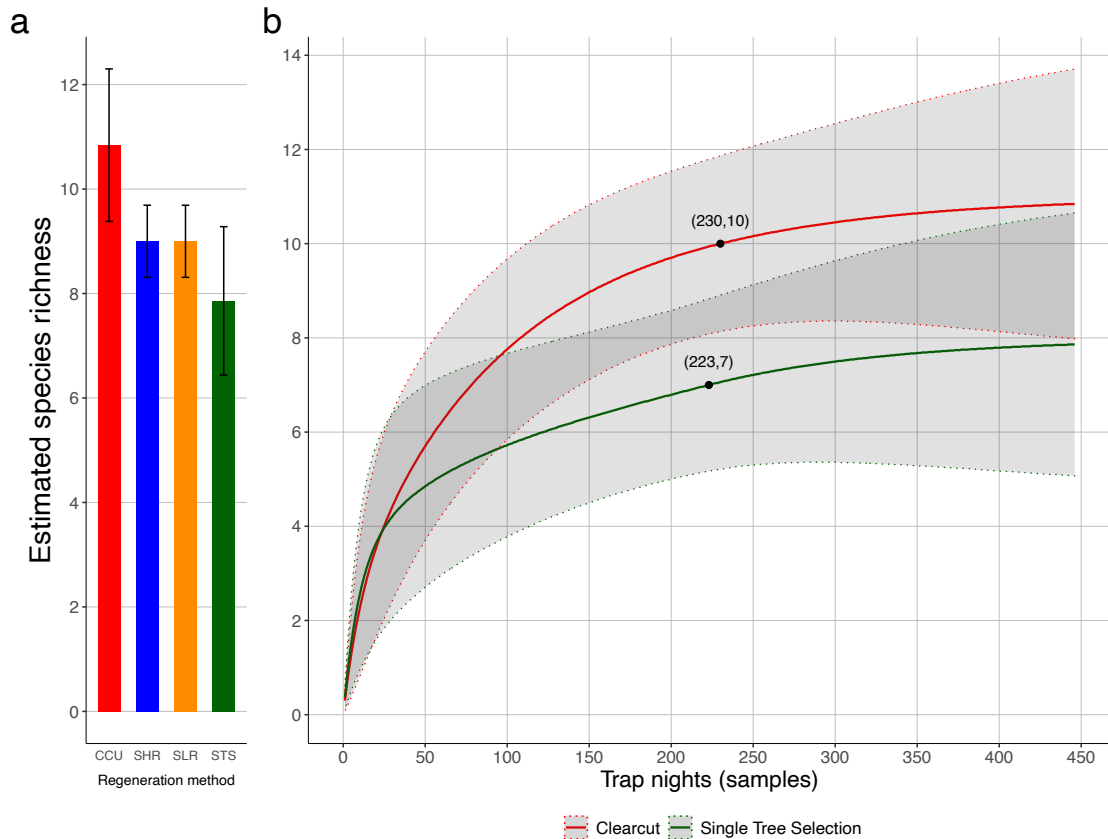 a
b
Estimated species richness
12
10
8
6
4
2
0
CCU SHR SLR STS
Regeneration method
14
12
10
8
6
4
2
0
(230,10)
(223,7)
0 50 100 150 200 250 300 350 400 450
Trap nights (samples)
Clearcut Single Tree Selection